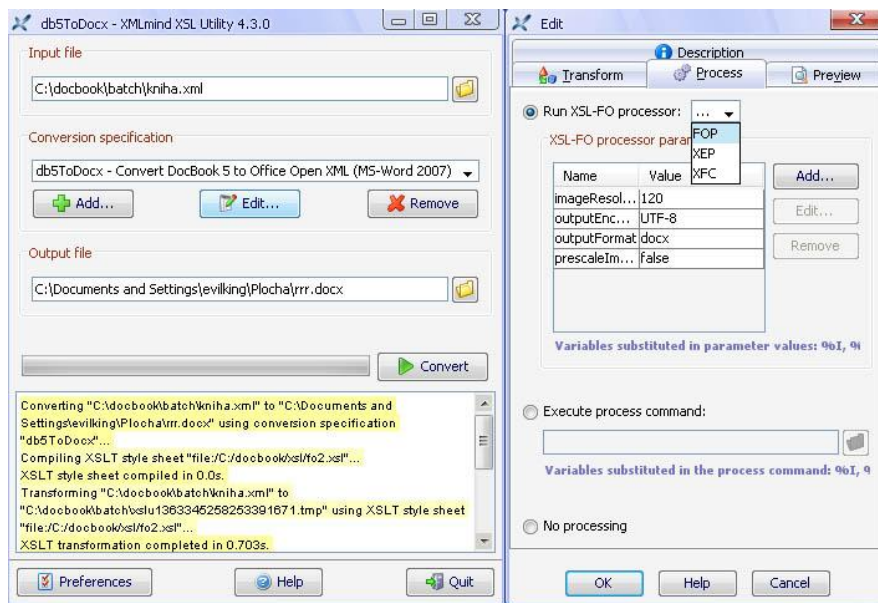 db5ToDocx - XMLmind XSL Utility 4.3.0
Input file
C:\docbook\batch\kniha.xml
Conversion specification
db5ToDocx - Convert DocBook 5 to Office Open XML (MS-Word 2007)
Add... Edit... Remove
Output file
C:\Documents and Settings\evilking\Plocha\rrr.docx
Convert
Converting "C:\docbook\batch\kniha.xml" to "C:\Documents and
Settings\evilking\Plocha\rrr.docx" using conversion specification
"db5ToDocx"...
Compiling XSLT style sheet "file:/C:/docbook/xsl/fo2.xsl"...
XSLT style sheet compiled in 0.0s.
Transforming "C:\docbook\batch\kniha.xml" to
"C:\docbook\batch\xslu1363345258253391671.tmp" using XSLT style sheet
"file:/C:/docbook/xsl/fo2.xsl"...
XSLT transformation completed in 0.703s.
Preferences Help Quit
Edit
Description
Transform Process Preview
Run XSL-FO processor: ...
FOP
XEP
XFC
XSL-FO processor para
Name Value
imageResol... 120
outputEnc... UTF-8
outputFormat docx
prescaleIm... false
Add...
Edit...
Remove
Variables substituted in parameter values: %I, %
Execute process command:
Variables substituted in the process command: %I, %
No processing
OK Help Cancel